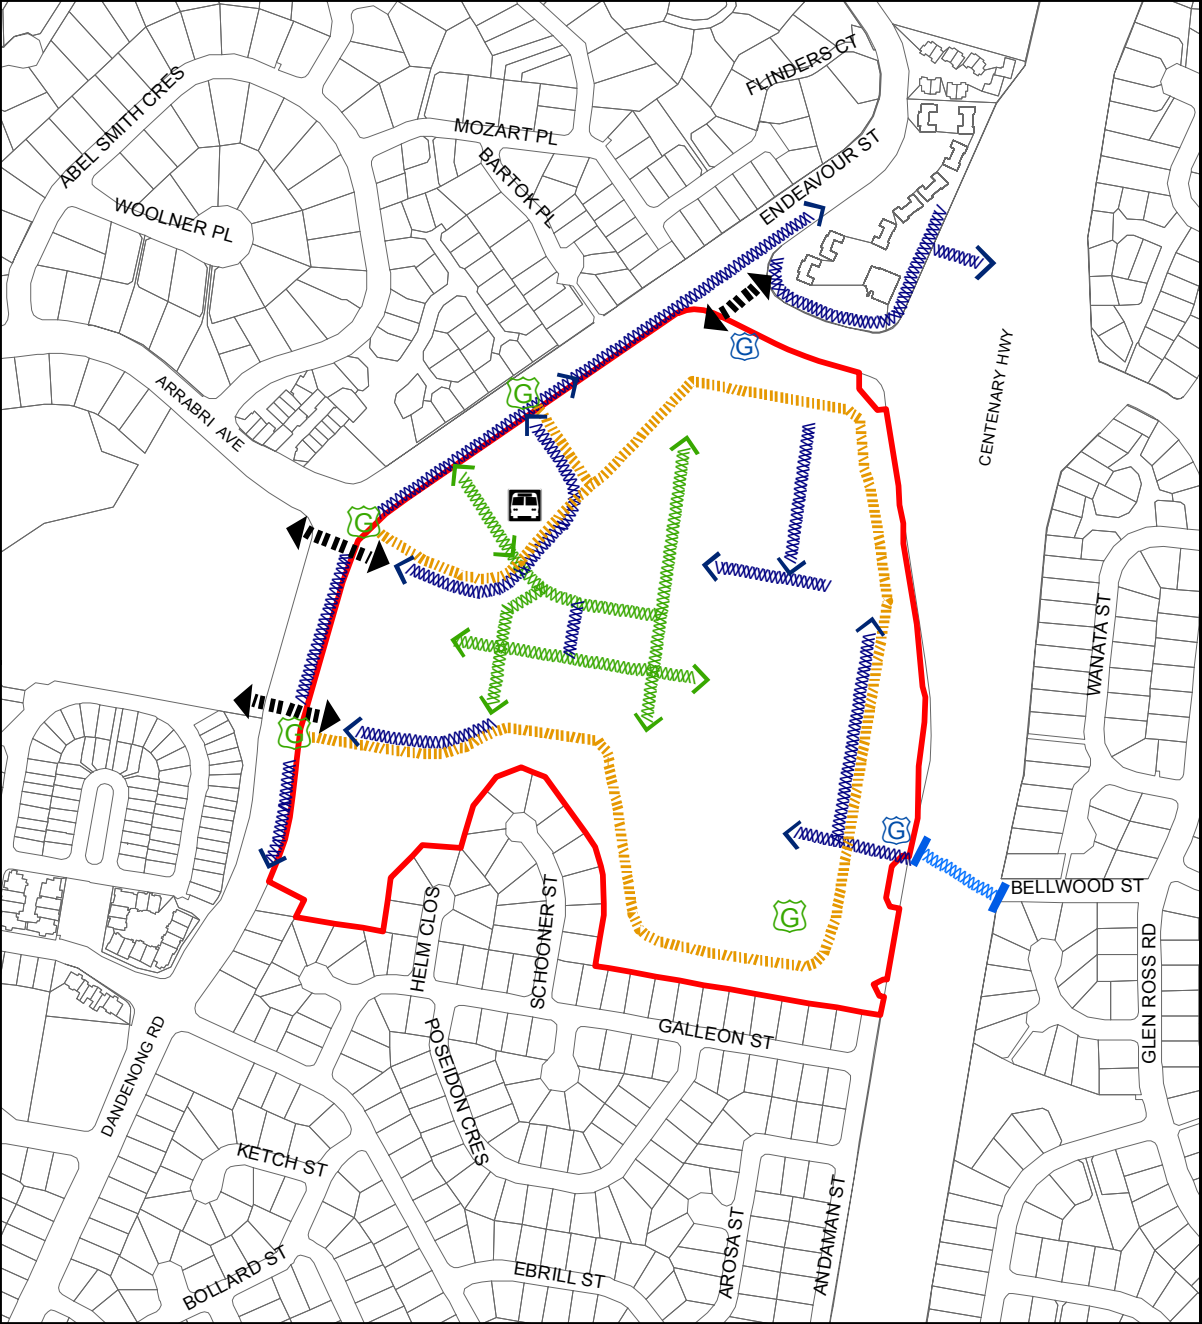 FLINDERS CT
ABEL SMITH CRES
MOZART PL
BARTOK PL
ENDEAVOUR ST
WOOLNER PL
G
CENTENARY HWY
G
ARRABRI AVE
G
WANATA ST
G
G
BELLWOOD ST
HELM CLOS
SCHOONER ST
G
GLEN ROSS RD
GALLEON ST
DANDENONG RD
POSEIDON CRES
KETCH ST
ANDAMAN ST
AROSA ST
BOLLARD ST
EBRILL ST